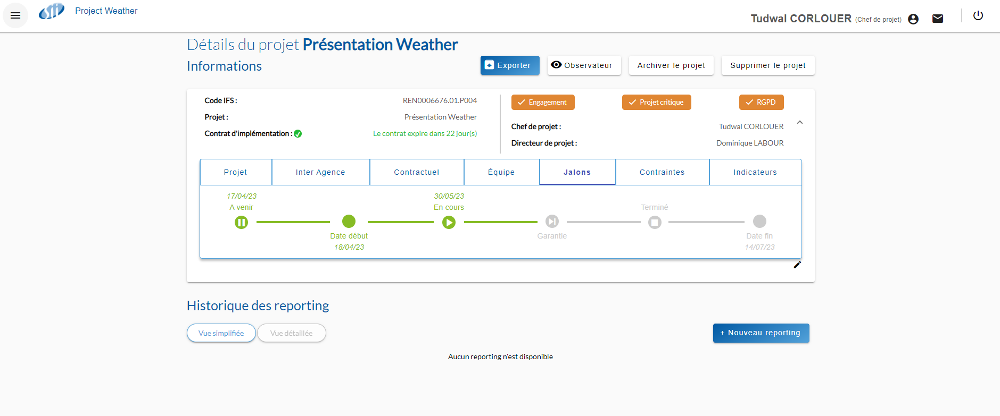 sii
Project Weather
Tudwal CORLOUER (Chef de projet)
Détails du projet Présentation Weather
Informations
Exporter
Observateur
Archiver le projet
Supprimer le projet
Code IFS :
REN0006676.01.P004
Projet :
Présentation Weather
Contrat d'implémentation :
Le contrat expire dans 22 jour(s)
Engagement
Projet critique
RGPD
Chef de projet :
Tudwal CORLOUER
Directeur de projet :
Dominique LABOUR
Projet
Inter Agence
Contractuel
Équipe
Jalons
Contraintes
Indicateurs
17/04/23
A venir
Date début
18/04/23
30/05/23
En cours
Garantie
Terminé
Date fin
14/07/23
Historique des reporting
Vue simplifiée
Vue détaillée
+ Nouveau reporting
Aucun reporting n'est disponible